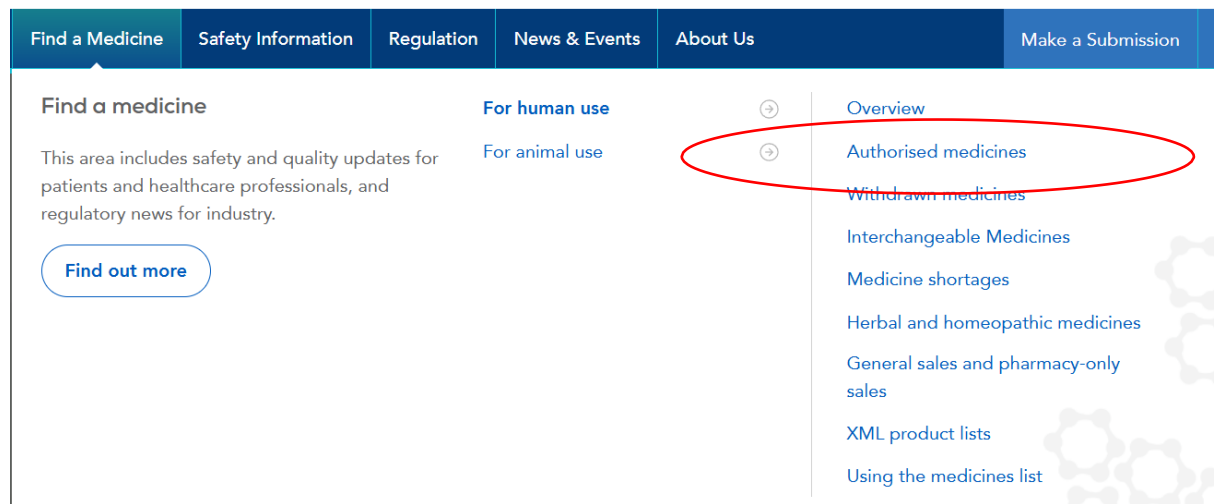 Find a Medicine
Safety Information
Regulation
News & Events
About Us
Make a Submission
Find a medicine
This area includes safety and quality updates for
patients and healthcare professionals, and
regulatory news for industry.
Find out more
For human use
For animal use
Overview
Authorised medicines
Withdrawn medicines
Interchangeable Medicines
Medicine shortages
Herbal and homeopathic medicines
General sales and pharmacy-only
sales
XML product lists
Using the medicines list